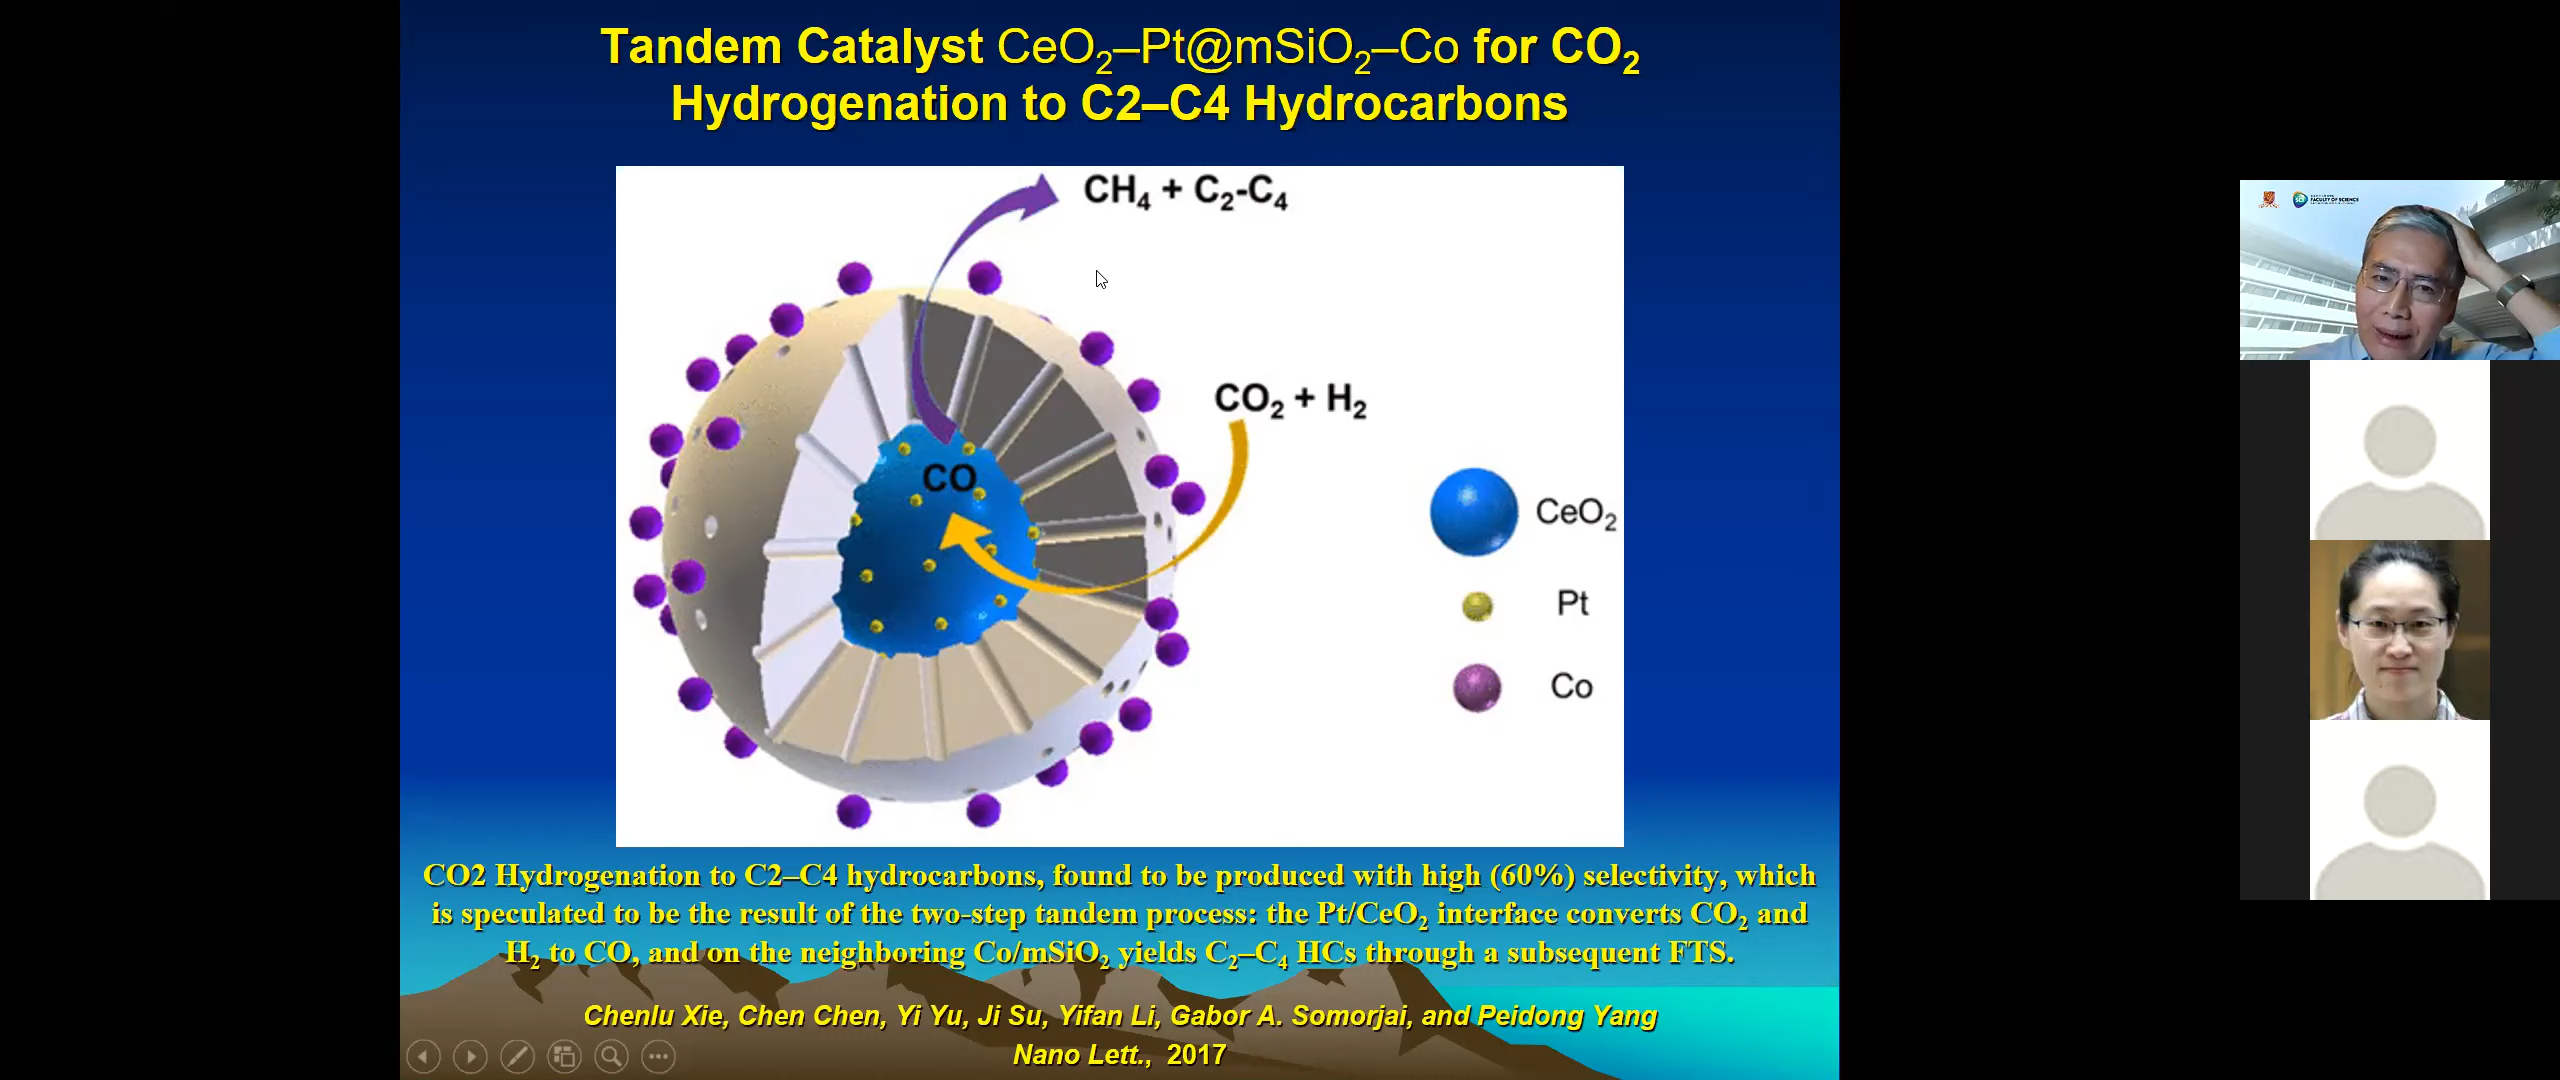 Tandem Catalyst CeO₂–Pt@mSiO₂–Co for CO₂
Hydrogenation to C2–C4 Hydrocarbons
CH₄ + C₂-C₄
CO₂ + H₂
CO
CeO₂
Pt
Co
CO2 Hydrogenation to C2–C4 hydrocarbons, found to be produced with high (60%) selectivity, which
is speculated to be the result of the two-step tandem process: the Pt/CeO₂ interface converts CO₂ and
H₂ to CO, and on the neighboring Co/mSiO₂ yields C₂–C₄ HCs through a subsequent FTS.
Chenlu Xie, Chen Chen, Yi Yu, Ji Su, Yifan Li, Gabor A. Somorjai, and Peidong Yang
Nano Lett., 2017
FACULTY OF SCIENCE